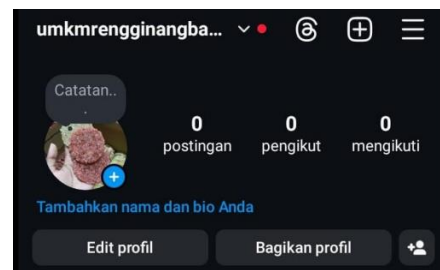 umkmrengginangba...
Catatan..
.
0 0 0
postingan pengikut mengikuti
Tambahkan nama dan bio Anda
Edit profil Bagikan profil